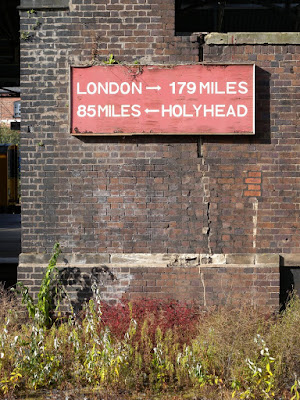 LONDON → 179 MILES
85 MILES ← HOLYHEAD